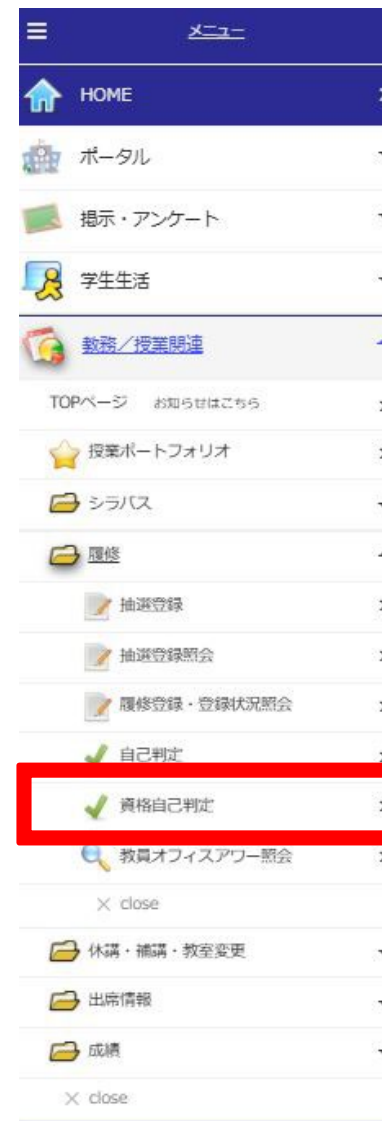 メニュー
HOME
ポータル
掲示・アンケート
学生生活
教務／授業関連
TOPページ お知らせはこちら
授業ポートフォリオ
シラバス
履修
抽選登録
抽選登録照会
履修登録・登録状況照会
自己判定
資格自己判定
教員オフィスアワー照会
× close
休講・補講・教室変更
出席情報
成績
× close